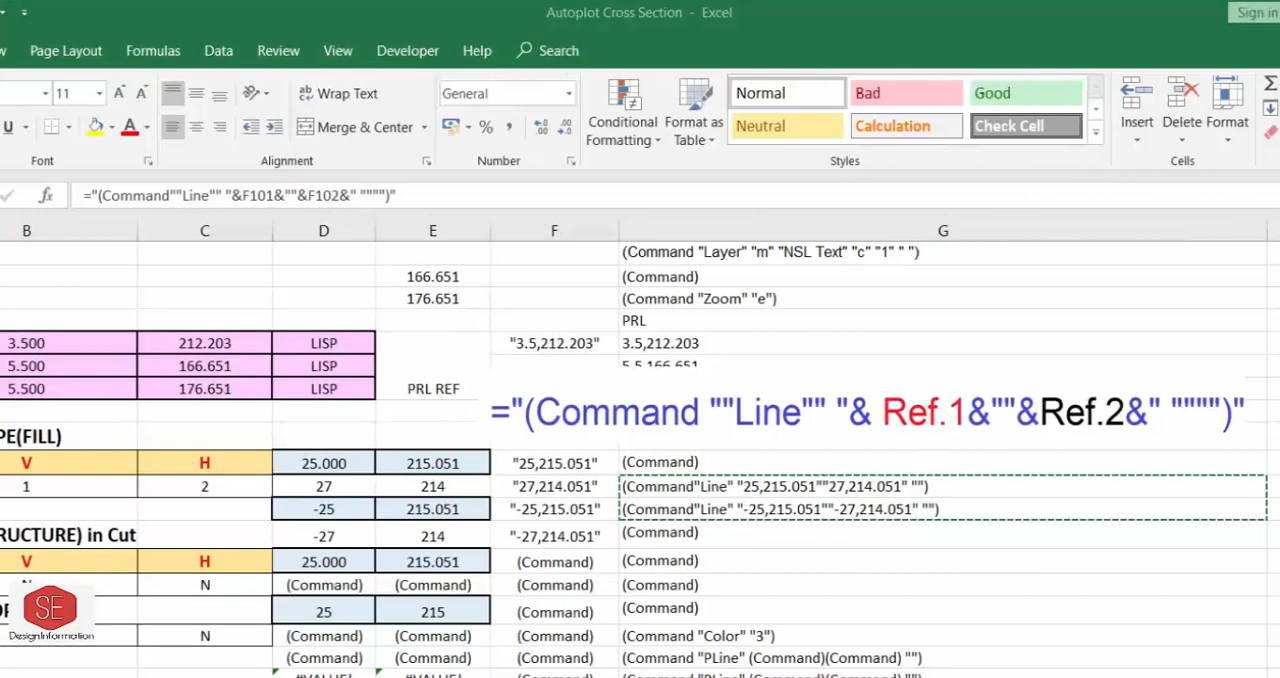 Autoplot Cross Section - Excel
Sign in
Page Layout Formulas Data Review View Developer Help Search
11 Wrap Text General Normal Bad Good
U Merge & Center % Conditional Formatting Format as Table Neutral Calculation Check Cell Insert Delete Format
Font Alignment Number Styles Cells
fx ="(Command""Line"" "&F101&""&F102&" """")"
B C D E F G
(Command "Layer" "m" "NSL Text" "c" "1" " ")
166.651 (Command)
176.651 (Command "Zoom" "e")
PRL
3.500 212.203 LISP "3.5,212.203" 3.5,212.203
5.500 166.651 LISP 5.5,166.651
5.500 176.651 LISP PRL REF
="(Command ""Line"" "& Ref.1&""&Ref.2&" """")"
PE(FILL)
V H 25.000 215.051 "25,215.051" (Command)
1 2 27 214 "27,214.051" (Command"Line" "25,215.051""27,214.051" "")
-25 215.051 "-25,215.051" (Command"Line" "-25,215.051""-27,214.051" "")
RUCTURE) in Cut -27 214 "-27,214.051" (Command)
V H 25.000 215.051 (Command) (Command)
N (Command) (Command) (Command) (Command)
25 215 (Command) (Command)
N (Command) (Command) (Command) (Command "Color" "3")
(Command) (Command) (Command) (Command "PLine" (Command)(Command) "")
SE
DesignInformation